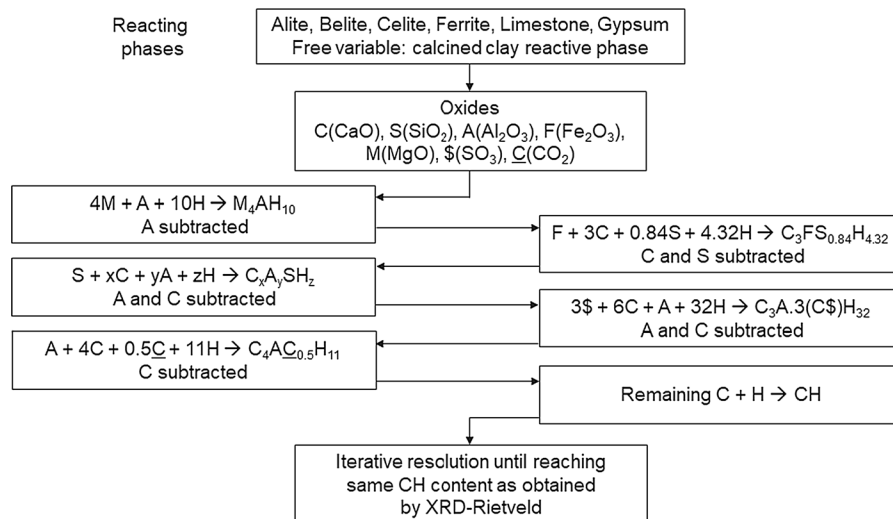 Reacting
phases
Alite, Belite, Celite, Ferrite, Limestone, Gypsum
Free variable: calcined clay reactive phase
Oxides
C(CaO), S(SiO₂), A(Al₂O₃), F(Fe₂O₃),
M(MgO), $(SO₃), C̲(CO₂)
4M + A + 10H → M₄AH₁₀
A subtracted
F + 3C + 0.84S + 4.32H → C₃FS₀.₈₄H₄.₃₂
C and S subtracted
S + xC + yA + zH → CₓAᵧSH_z
A and C subtracted
3$ + 6C + A + 32H → C₃A.3(C$)H₃₂
A and C subtracted
A + 4C + 0.5C̲ + 11H → C₄AC̲₀.₅H₁₁
C subtracted
Remaining C + H → CH
Iterative resolution until reaching
same CH content as obtained
by XRD-Rietveld